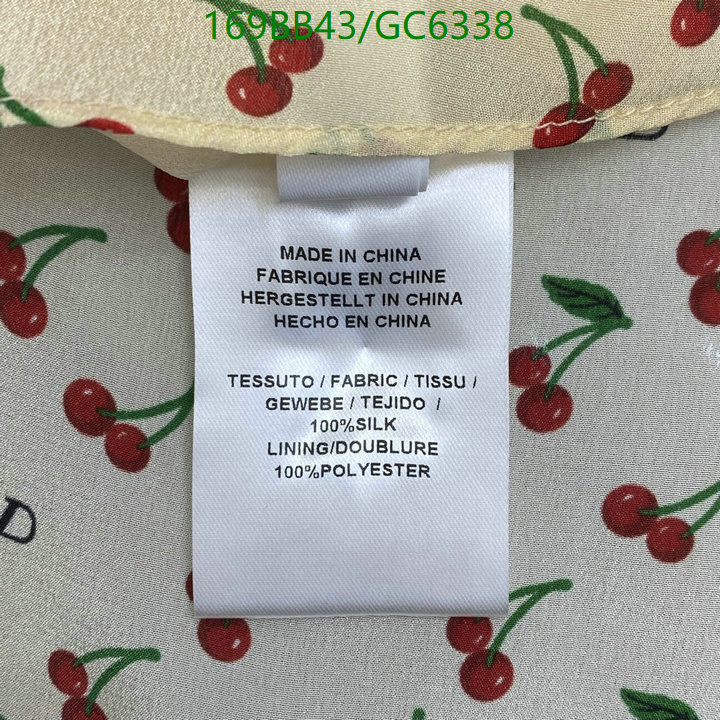 169BB43/GC6338
D
MADE IN CHINA
FABRIQUE EN CHINE
HERGESTELLT IN CHINA
HECHO EN CHINA
TESSUTO / FABRIC / TISSU /
GEWEBE / TEJIDO /
100%SILK
LINING/DOUBLURE
100%POLYESTER
D